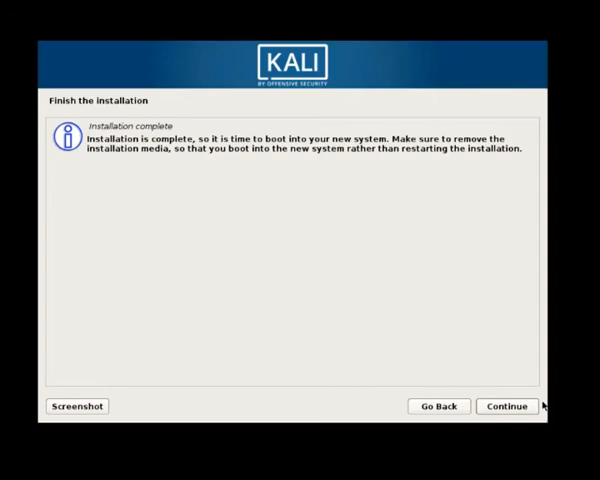 KALI
BY OFFENSIVE SECURITY
Finish the installation
Installation complete
Installation is complete, so it is time to boot into your new system. Make sure to remove the
installation media, so that you boot into the new system rather than restarting the installation.
Screenshot
Go Back
Continue